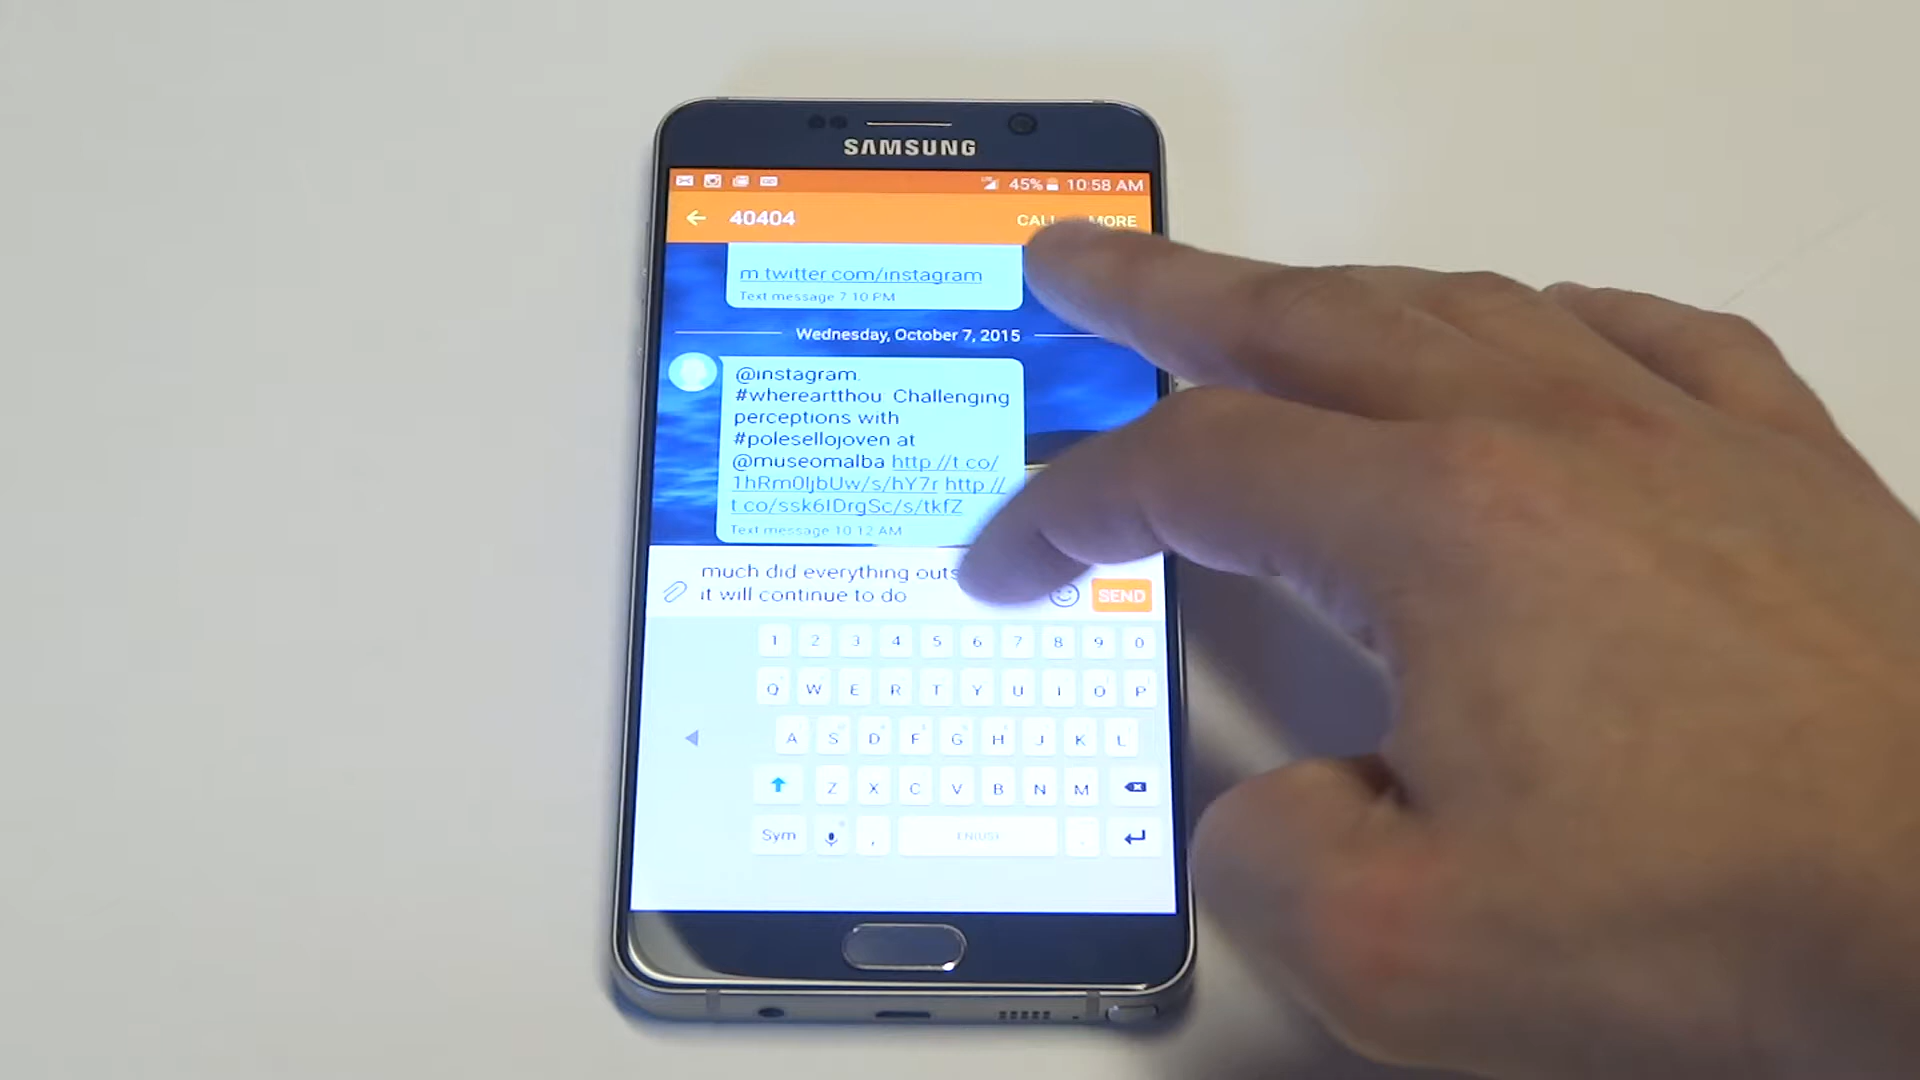 SAMSUNG
45% 10:58 AM
40404 CALL MORE
m.twitter.com/instagram
Text message 7:10 PM
Wednesday, October 7, 2015
@instagram:
#whereartthou Challenging
perceptions with
#polesellojoven at
@museomalba http://t.co/
1hRm0ljbUw/s/hY7r http://
t.co/ssk6IDrgSc/s/tkfZ
Text message 10:12 AM
much did everything outs
it will continue to do
SEND
1 2 3 4 5 6 7 8 9 0
Q W E R T Y U I O P
A S D F G H J K L
Z X C V B N M
Sym , EN(US) .